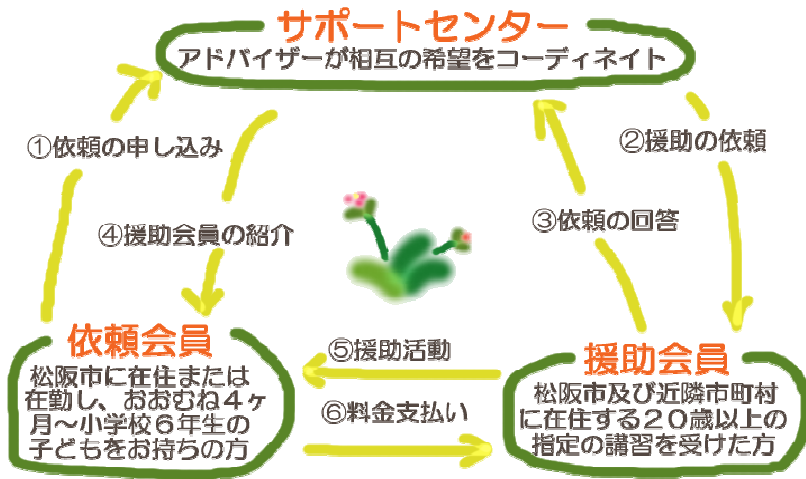 サポートセンター
アドバイザーが相互の希望をコーディネイト
①依頼の申し込み
②援助の依頼
③依頼の回答
④援助会員の紹介
依頼会員
松阪市に在住または
在勤し、おおむね４ヶ
月～小学校６年生の
子どもをお持ちの方
⑤援助活動
⑥料金支払い
援助会員
松阪市及び近隣市町村
に在住する２０歳以上の
指定の講習を受けた方